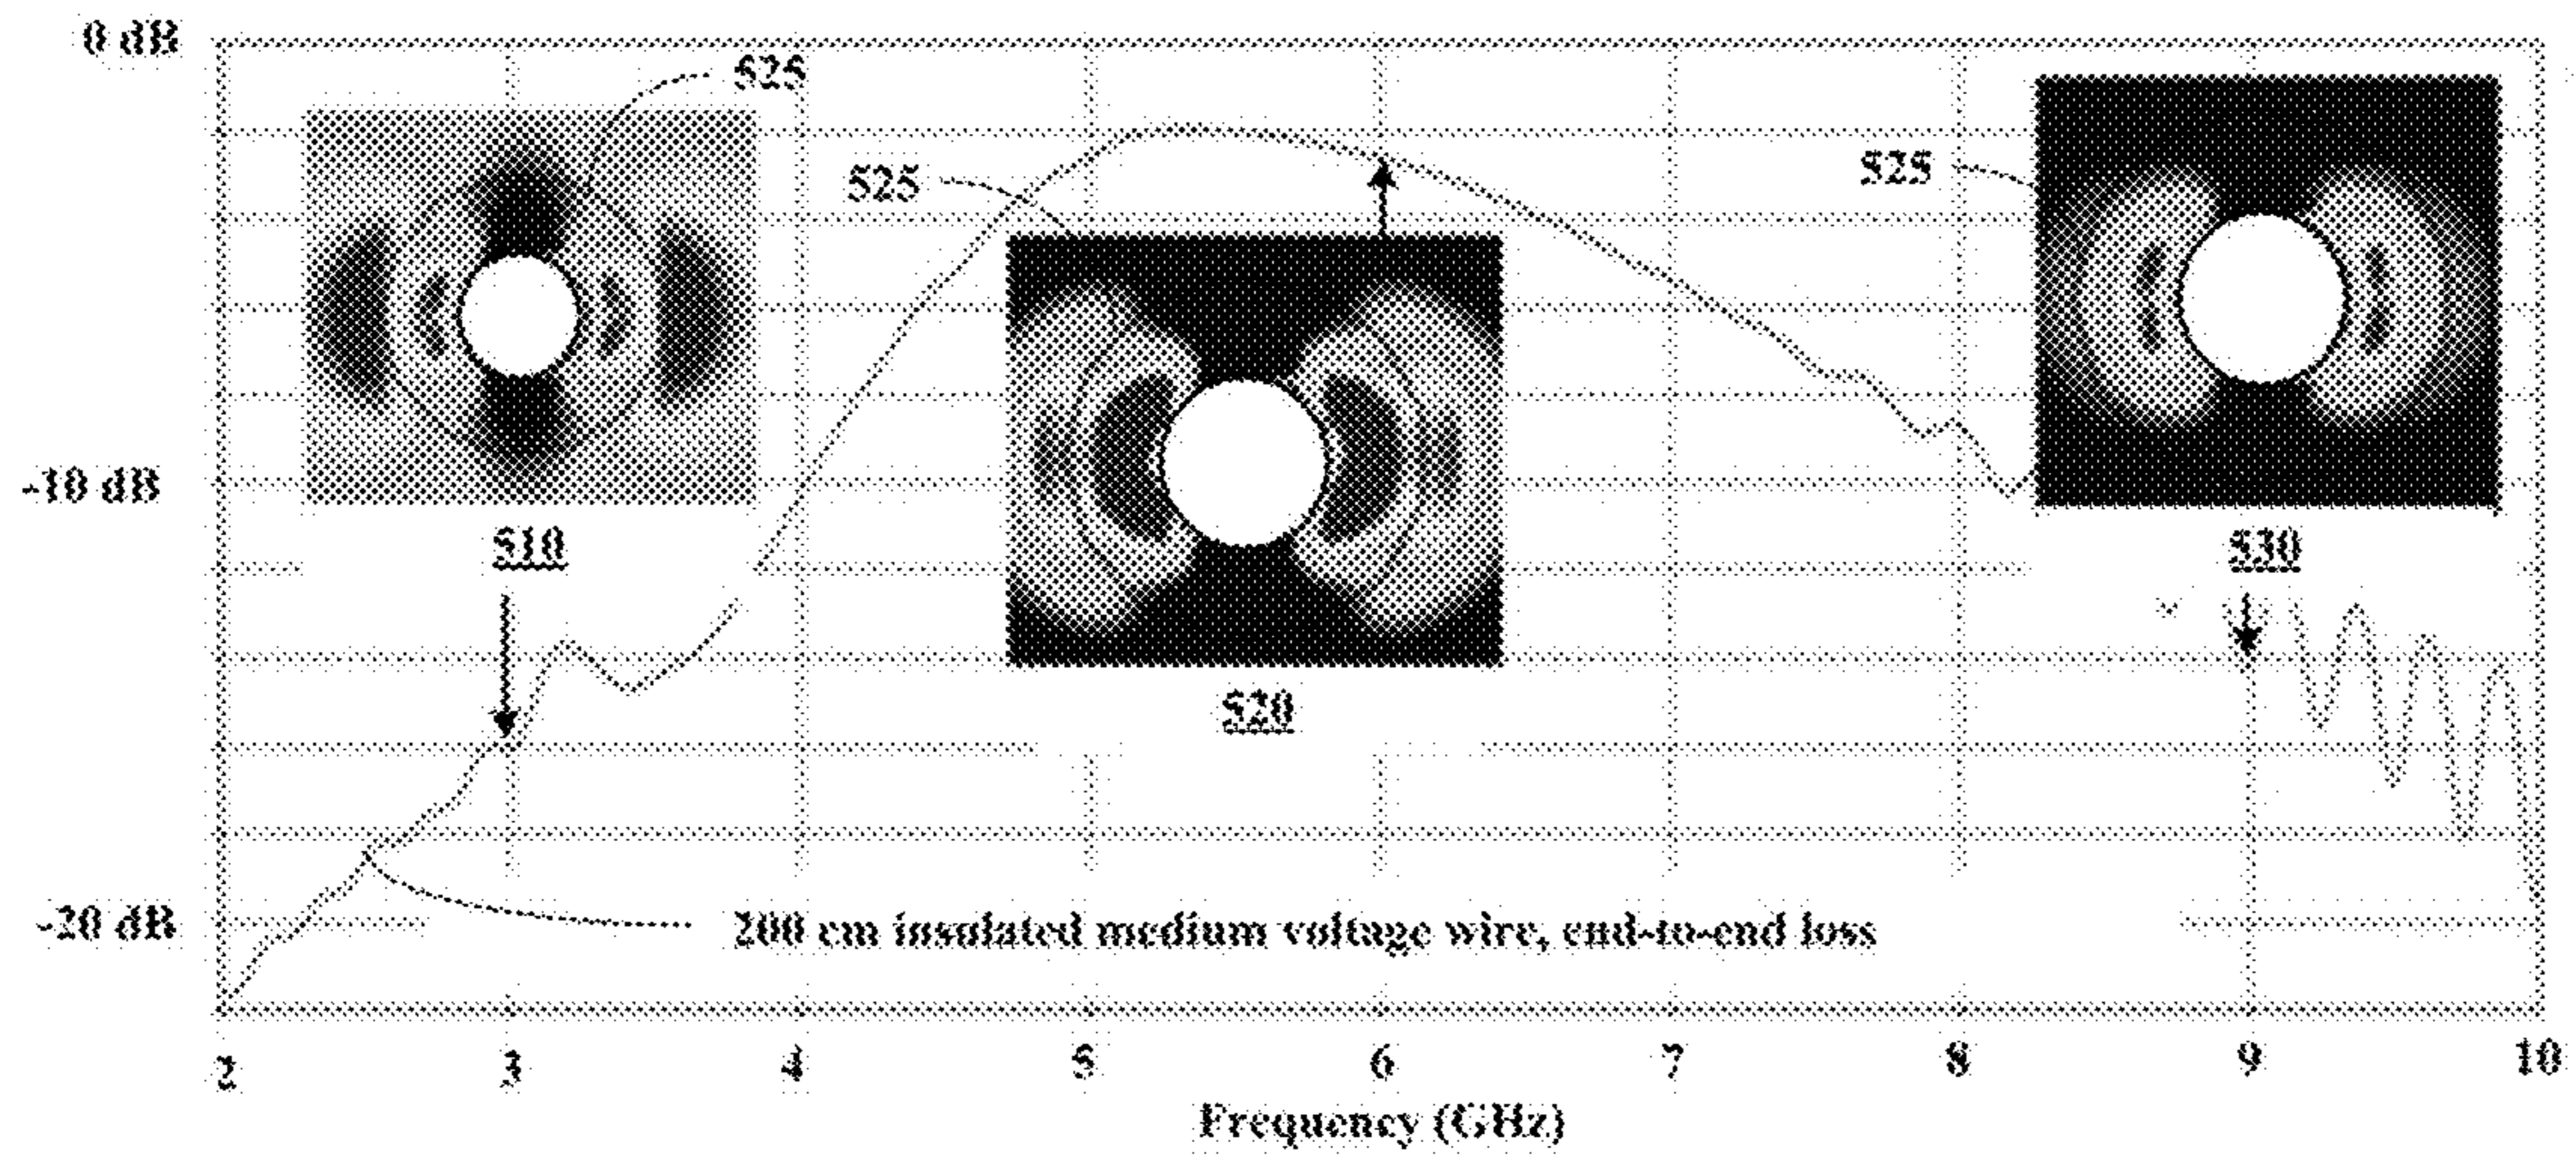 0 dB
525
525
525
-10 dB
510
530
520
-20 dB
200 cm insulated medium voltage wire, end-to-end loss
2 3 4 5 6 7 8 9 10
Frequency (GHz)